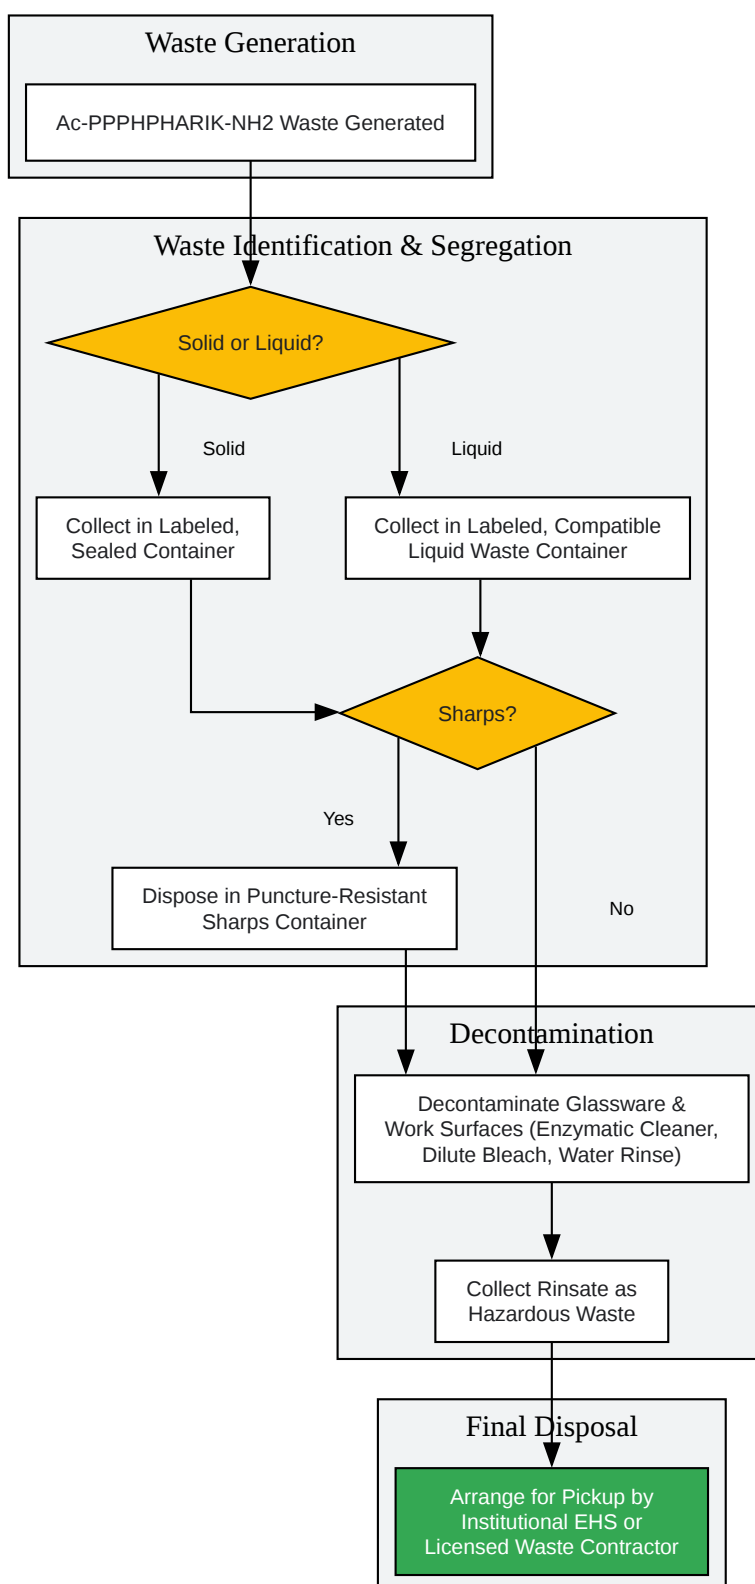 Waste Generation
Ac-PPPHPHARIK-NH2 Waste Generated
Waste Identification & Segregation
Solid or Liquid?
Solid
Liquid
Collect in Labeled,
Sealed Container
Collect in Labeled, Compatible
Liquid Waste Container
Sharps?
Yes
Dispose in Puncture-Resistant
Sharps Container
No
Decontamination
Decontaminate Glassware &
Work Surfaces (Enzymatic Cleaner,
Dilute Bleach, Water Rinse)
Collect Rinsate as
Hazardous Waste
Final Disposal
Arrange for Pickup by
Institutional EHS or
Licensed Waste Contractor